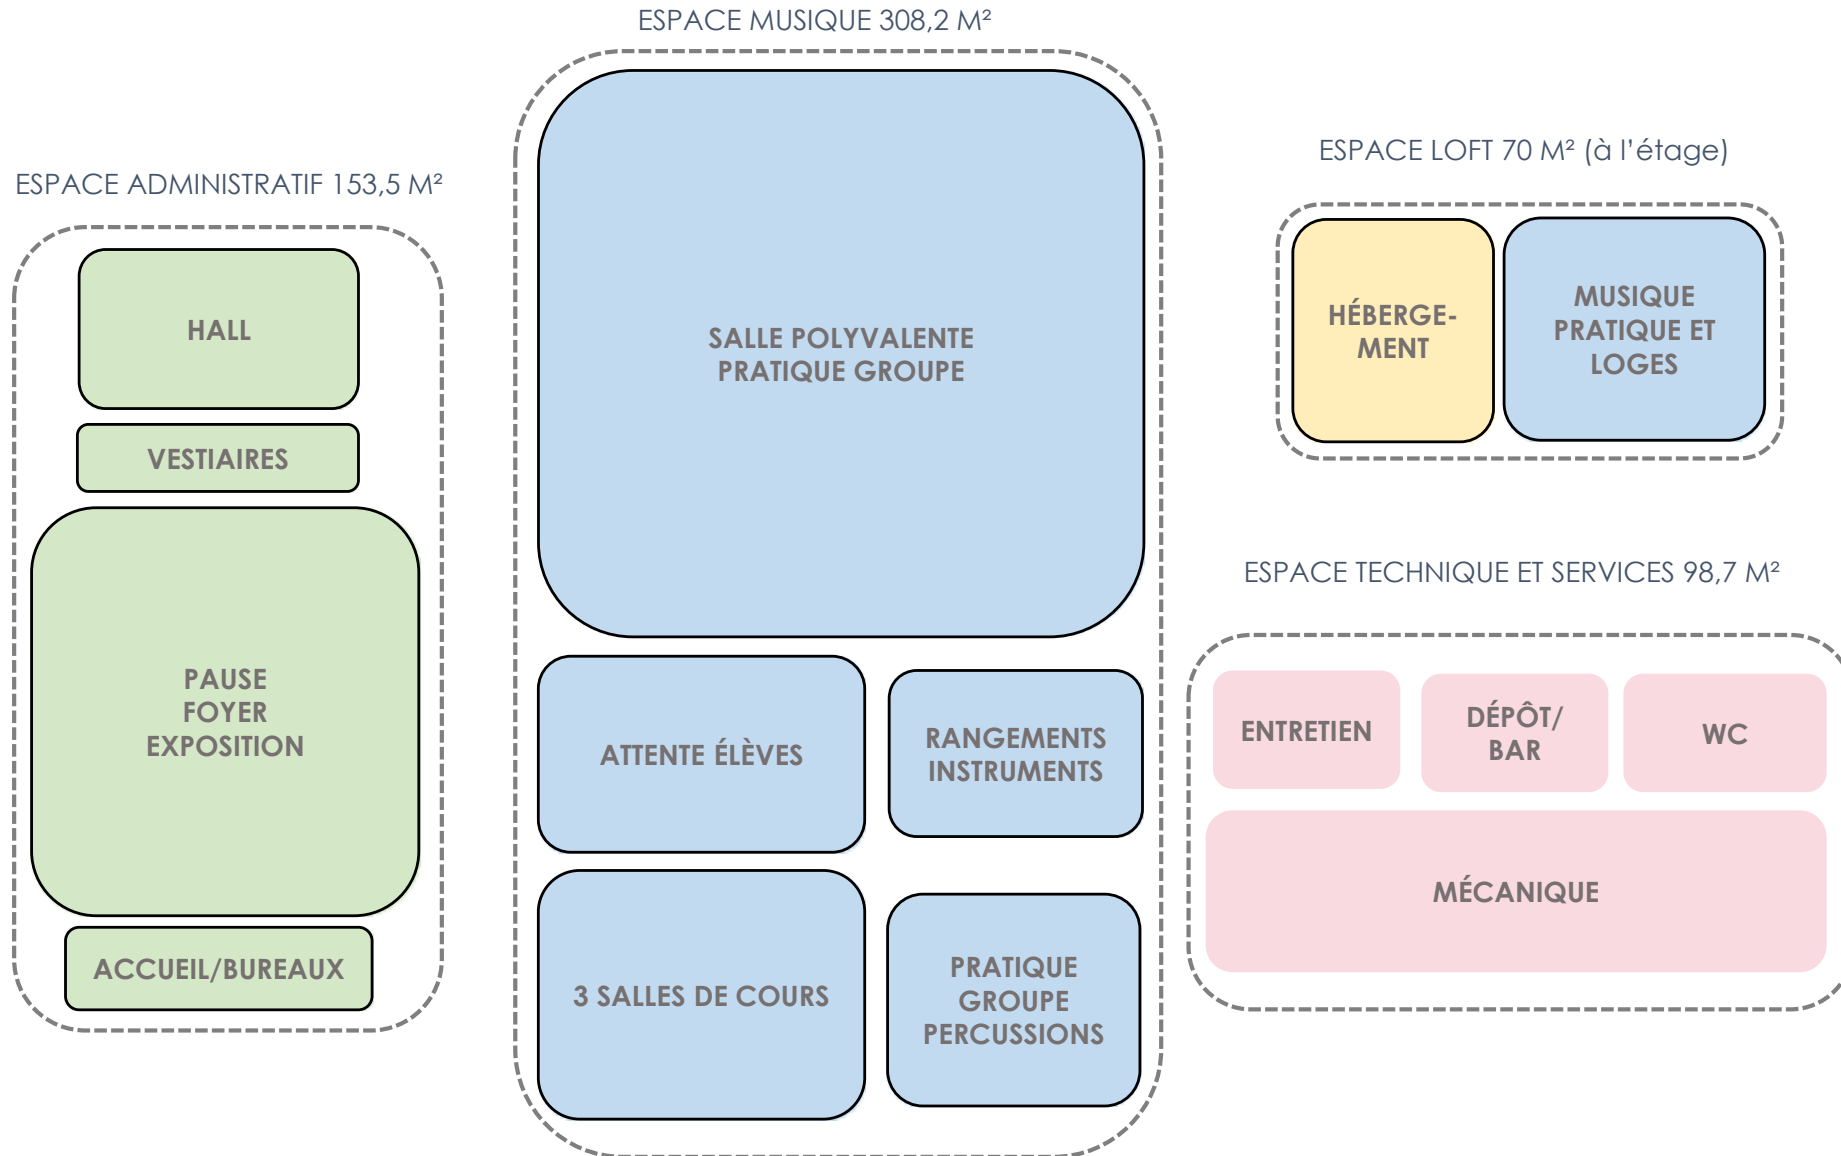 ESPACE MUSIQUE 308,2 M²
ESPACE ADMINISTRATIF 153,5 M²
HALL
VESTIAIRES
PAUSE
FOYER
EXPOSITION
ACCUEIL/BUREAUX
SALLE POLYVALENTE
PRATIQUE GROUPE
ATTENTE ÉLÈVES
RANGEMENTS
INSTRUMENTS
3 SALLES DE COURS
PRATIQUE
GROUPE
PERCUSSIONS
ESPACE LOFT 70 M² (à l'étage)
HÉBERGE-
MENT
MUSIQUE
PRATIQUE ET
LOGES
ESPACE TECHNIQUE ET SERVICES 98,7 M²
ENTRETIEN
DÉPÔT/
BAR
WC
MÉCANIQUE